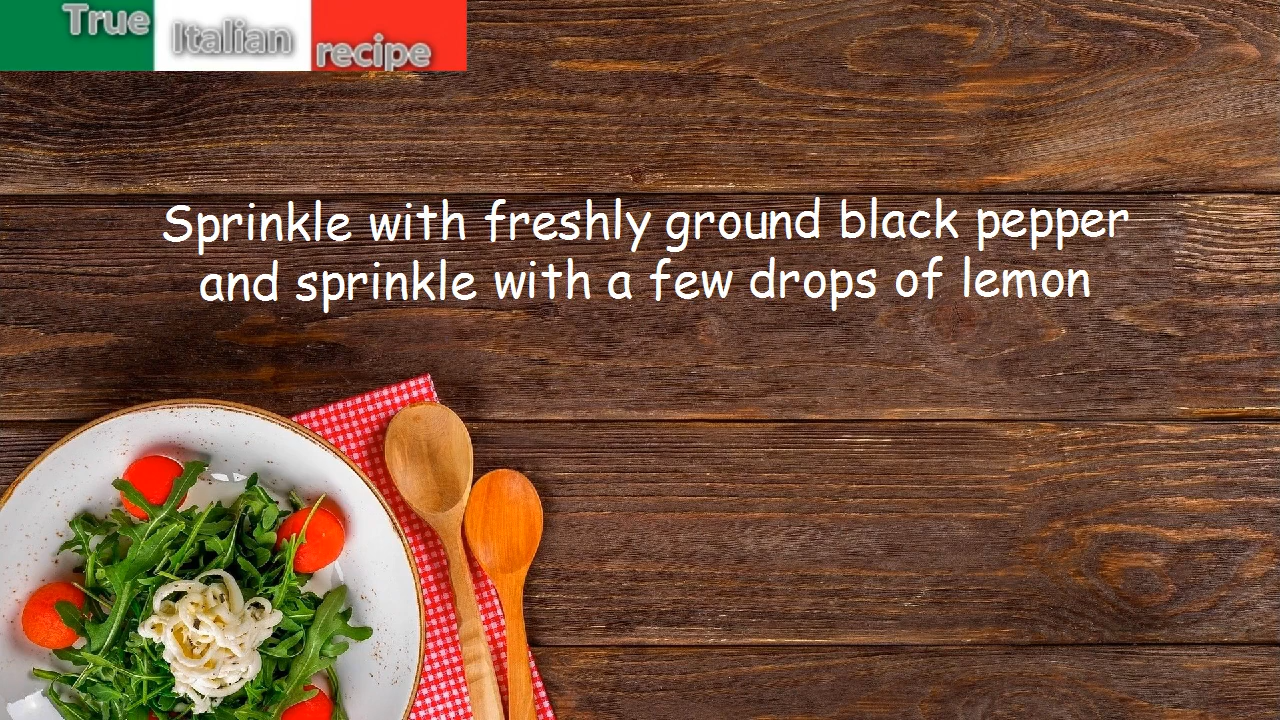 True Italian recipe
Sprinkle with freshly ground black pepper
and sprinkle with a few drops of lemon